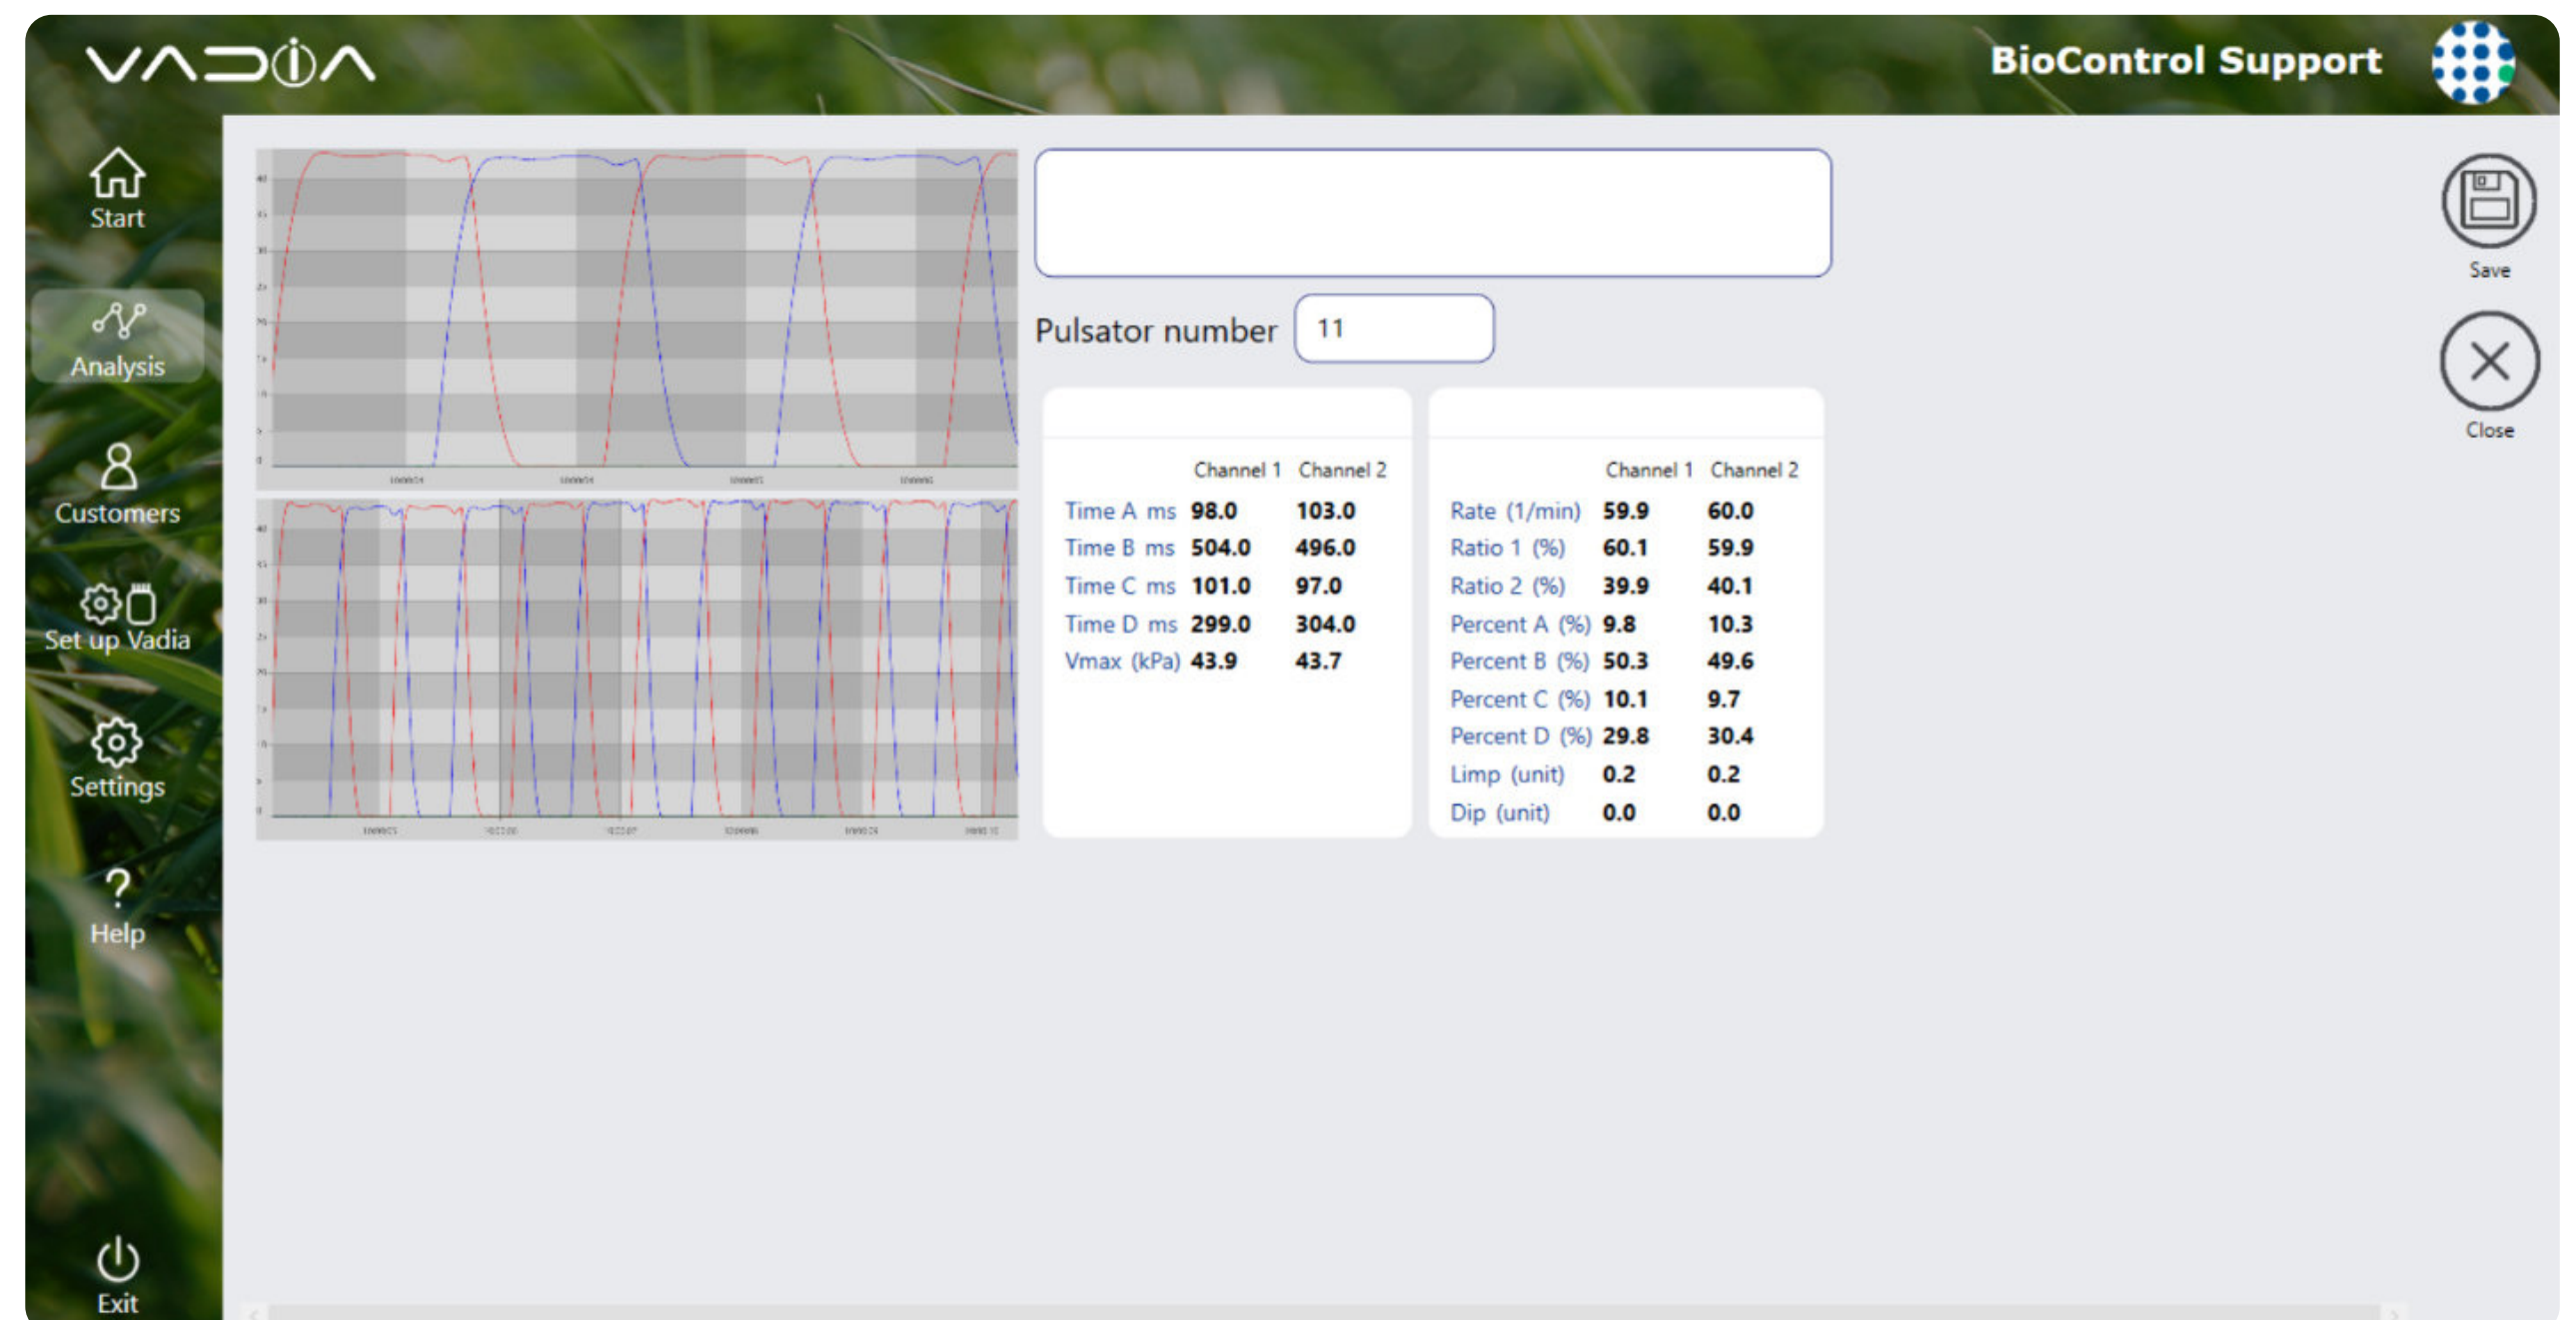 VADIA
BioControl Support
Start
Analysis
Customers
Set up Vadia
Settings
Help
Exit
Pulsator number 11
Channel 1 Channel 2
Time A ms 98.0 103.0
Time B ms 504.0 496.0
Time C ms 101.0 97.0
Time D ms 299.0 304.0
Vmax (kPa) 43.9 43.7
Channel 1 Channel 2
Rate (1/min) 59.9 60.0
Ratio 1 (%) 60.1 59.9
Ratio 2 (%) 39.9 40.1
Percent A (%) 9.8 10.3
Percent B (%) 50.3 49.6
Percent C (%) 10.1 9.7
Percent D (%) 29.8 30.4
Limp (unit) 0.2 0.2
Dip (unit) 0.0 0.0
Save
Close